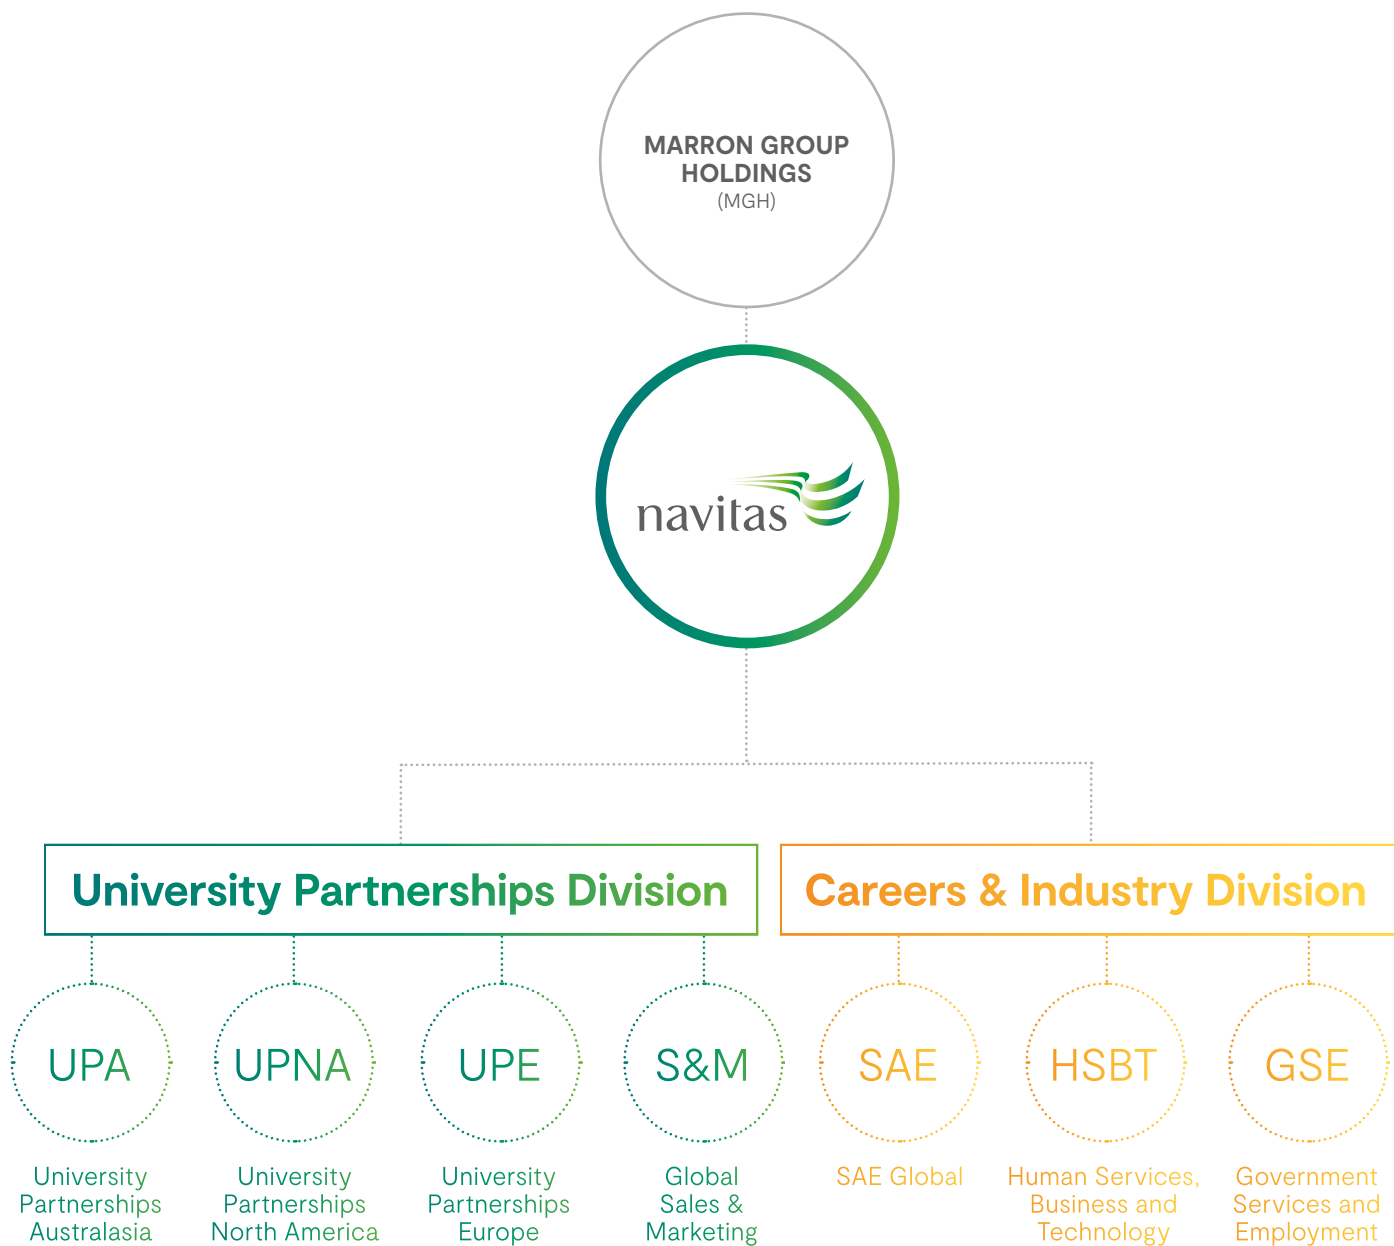 MARRON GROUP
HOLDINGS
(MGH)
navitas
University Partnerships Division
Careers & Industry Division
UPA
UPNA
UPE
S&M
SAE
HSBT
GSE
University
Partnerships
Australasia
University
Partnerships
North America
University
Partnerships
Europe
Global
Sales &
Marketing
SAE Global
Human Services,
Business and
Technology
Government
Services and
Employment